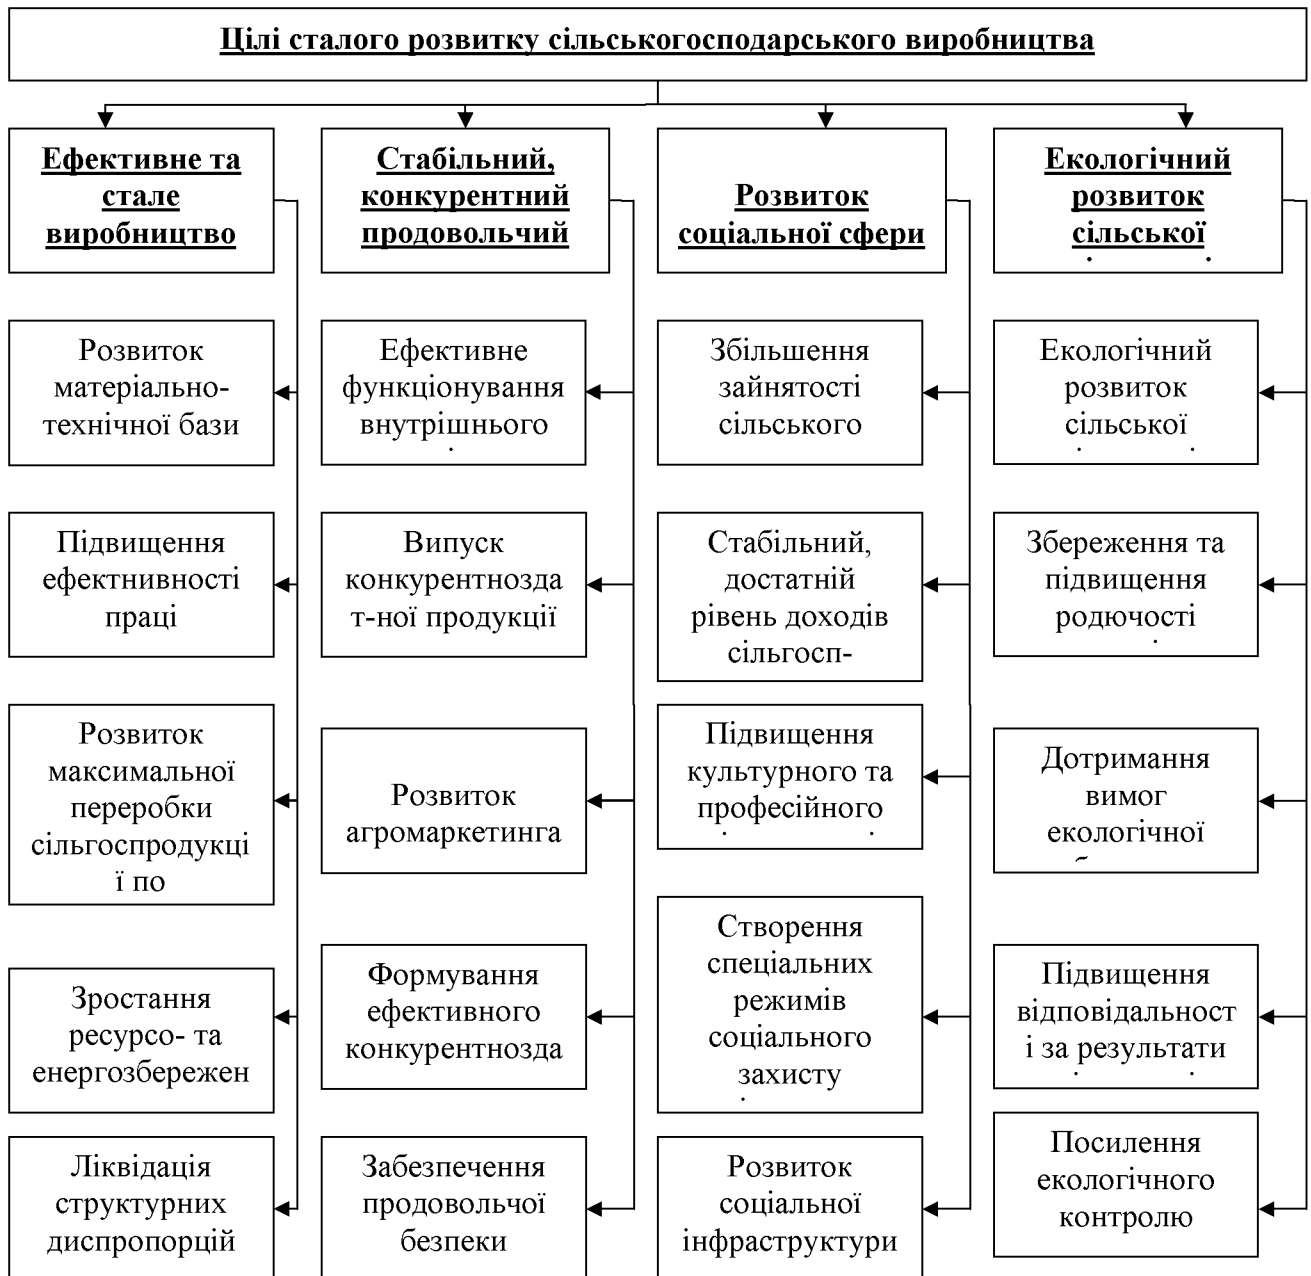 Цілі сталого розвитку сільськогосподарського виробництва
Ефективне та
стале
виробництво
Стабільний,
конкурентний
продовольчий
Розвиток
соціальної сфери
Екологічний
розвиток
сільської
Розвиток
матеріально-
технічної бази
Ефективне
функціонування
внутрішнього
Збільшення
зайнятості
сільського
Екологічний
розвиток
сільської
Підвищення
ефектнивності
праці
Випуск
конкурентнозда
т-ної продукції
Стабільний,
достатній
рівень доходів
сільгосп-
Збереження та
підвищення
родючості
Розвиток
максимальної
переробки
сільгоспродукці
ї по
Розвиток
агромаркетинга
Підвищення
культурного та
професійного
Дотримання
вимог
екологічної
Зростання
ресурсо- та
енергозбережен
Формування
ефективного
конкурентнозда
Створення
спеціальних
режимів
соціального
захисту
Підвищення
відповідальност
і за результати
Ліквідація
структурних
диспропорцій
Забезпечення
продовольчої
безпеки
Розвиток
соціальної
інфраструктури
Посилення
екологічного
контролю